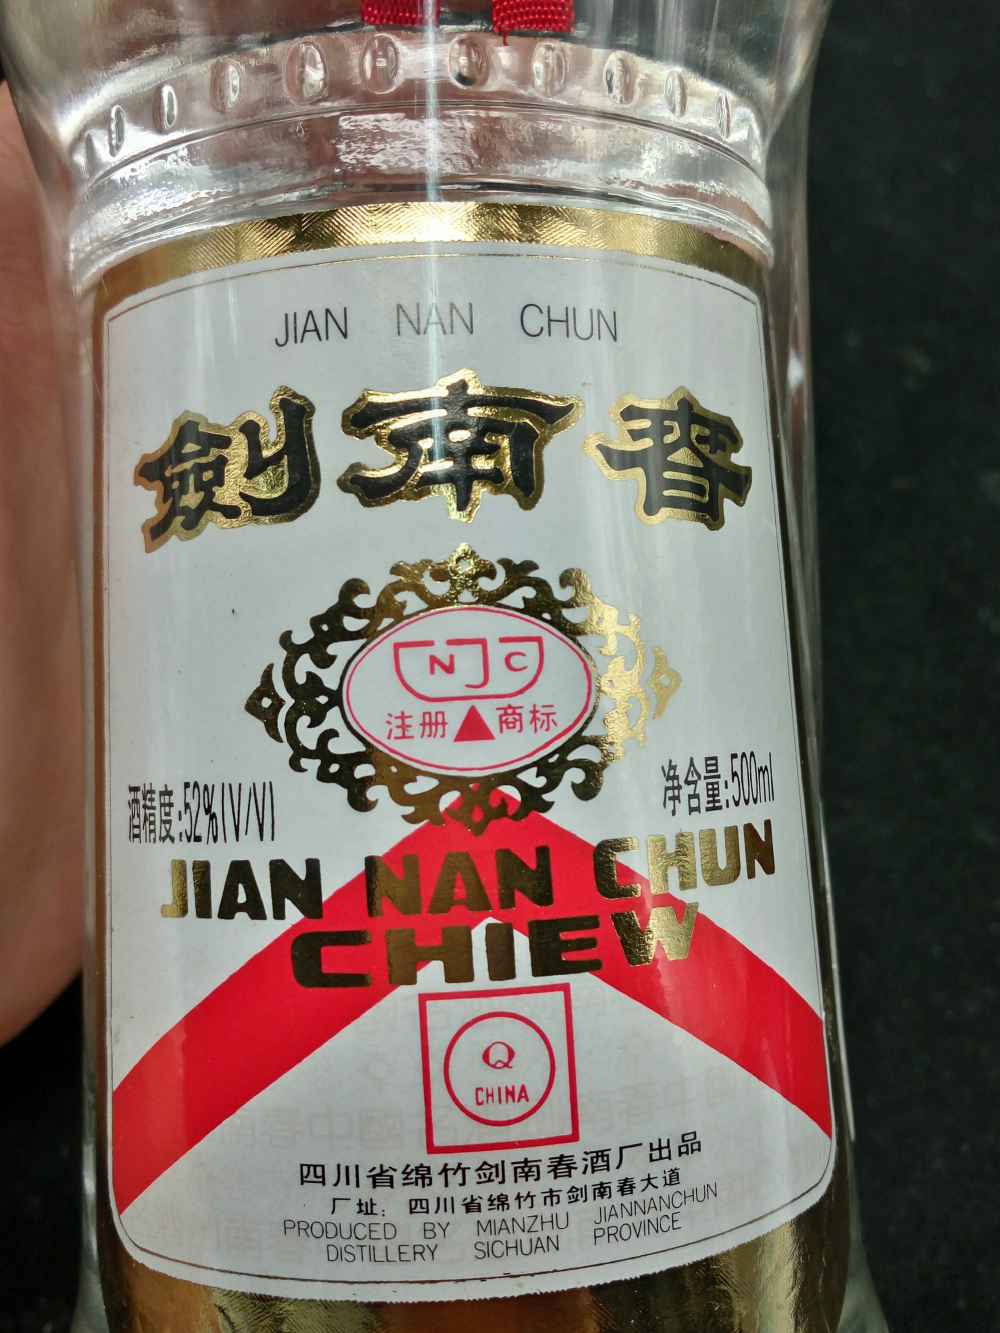 JIAN NAN CHUN
劍南春
NJC
注册 商标
酒精度:52%(V/V)
净含量:500ml
JIAN NAN CHUN
CHIEW
Q
CHINA
四川省绵竹剑南春酒厂出品
厂址: 四川省绵竹市剑南春大道
PRODUCED BY MIANZHU JIANNANCHUN
DISTILLERY SICHUAN PROVINCE